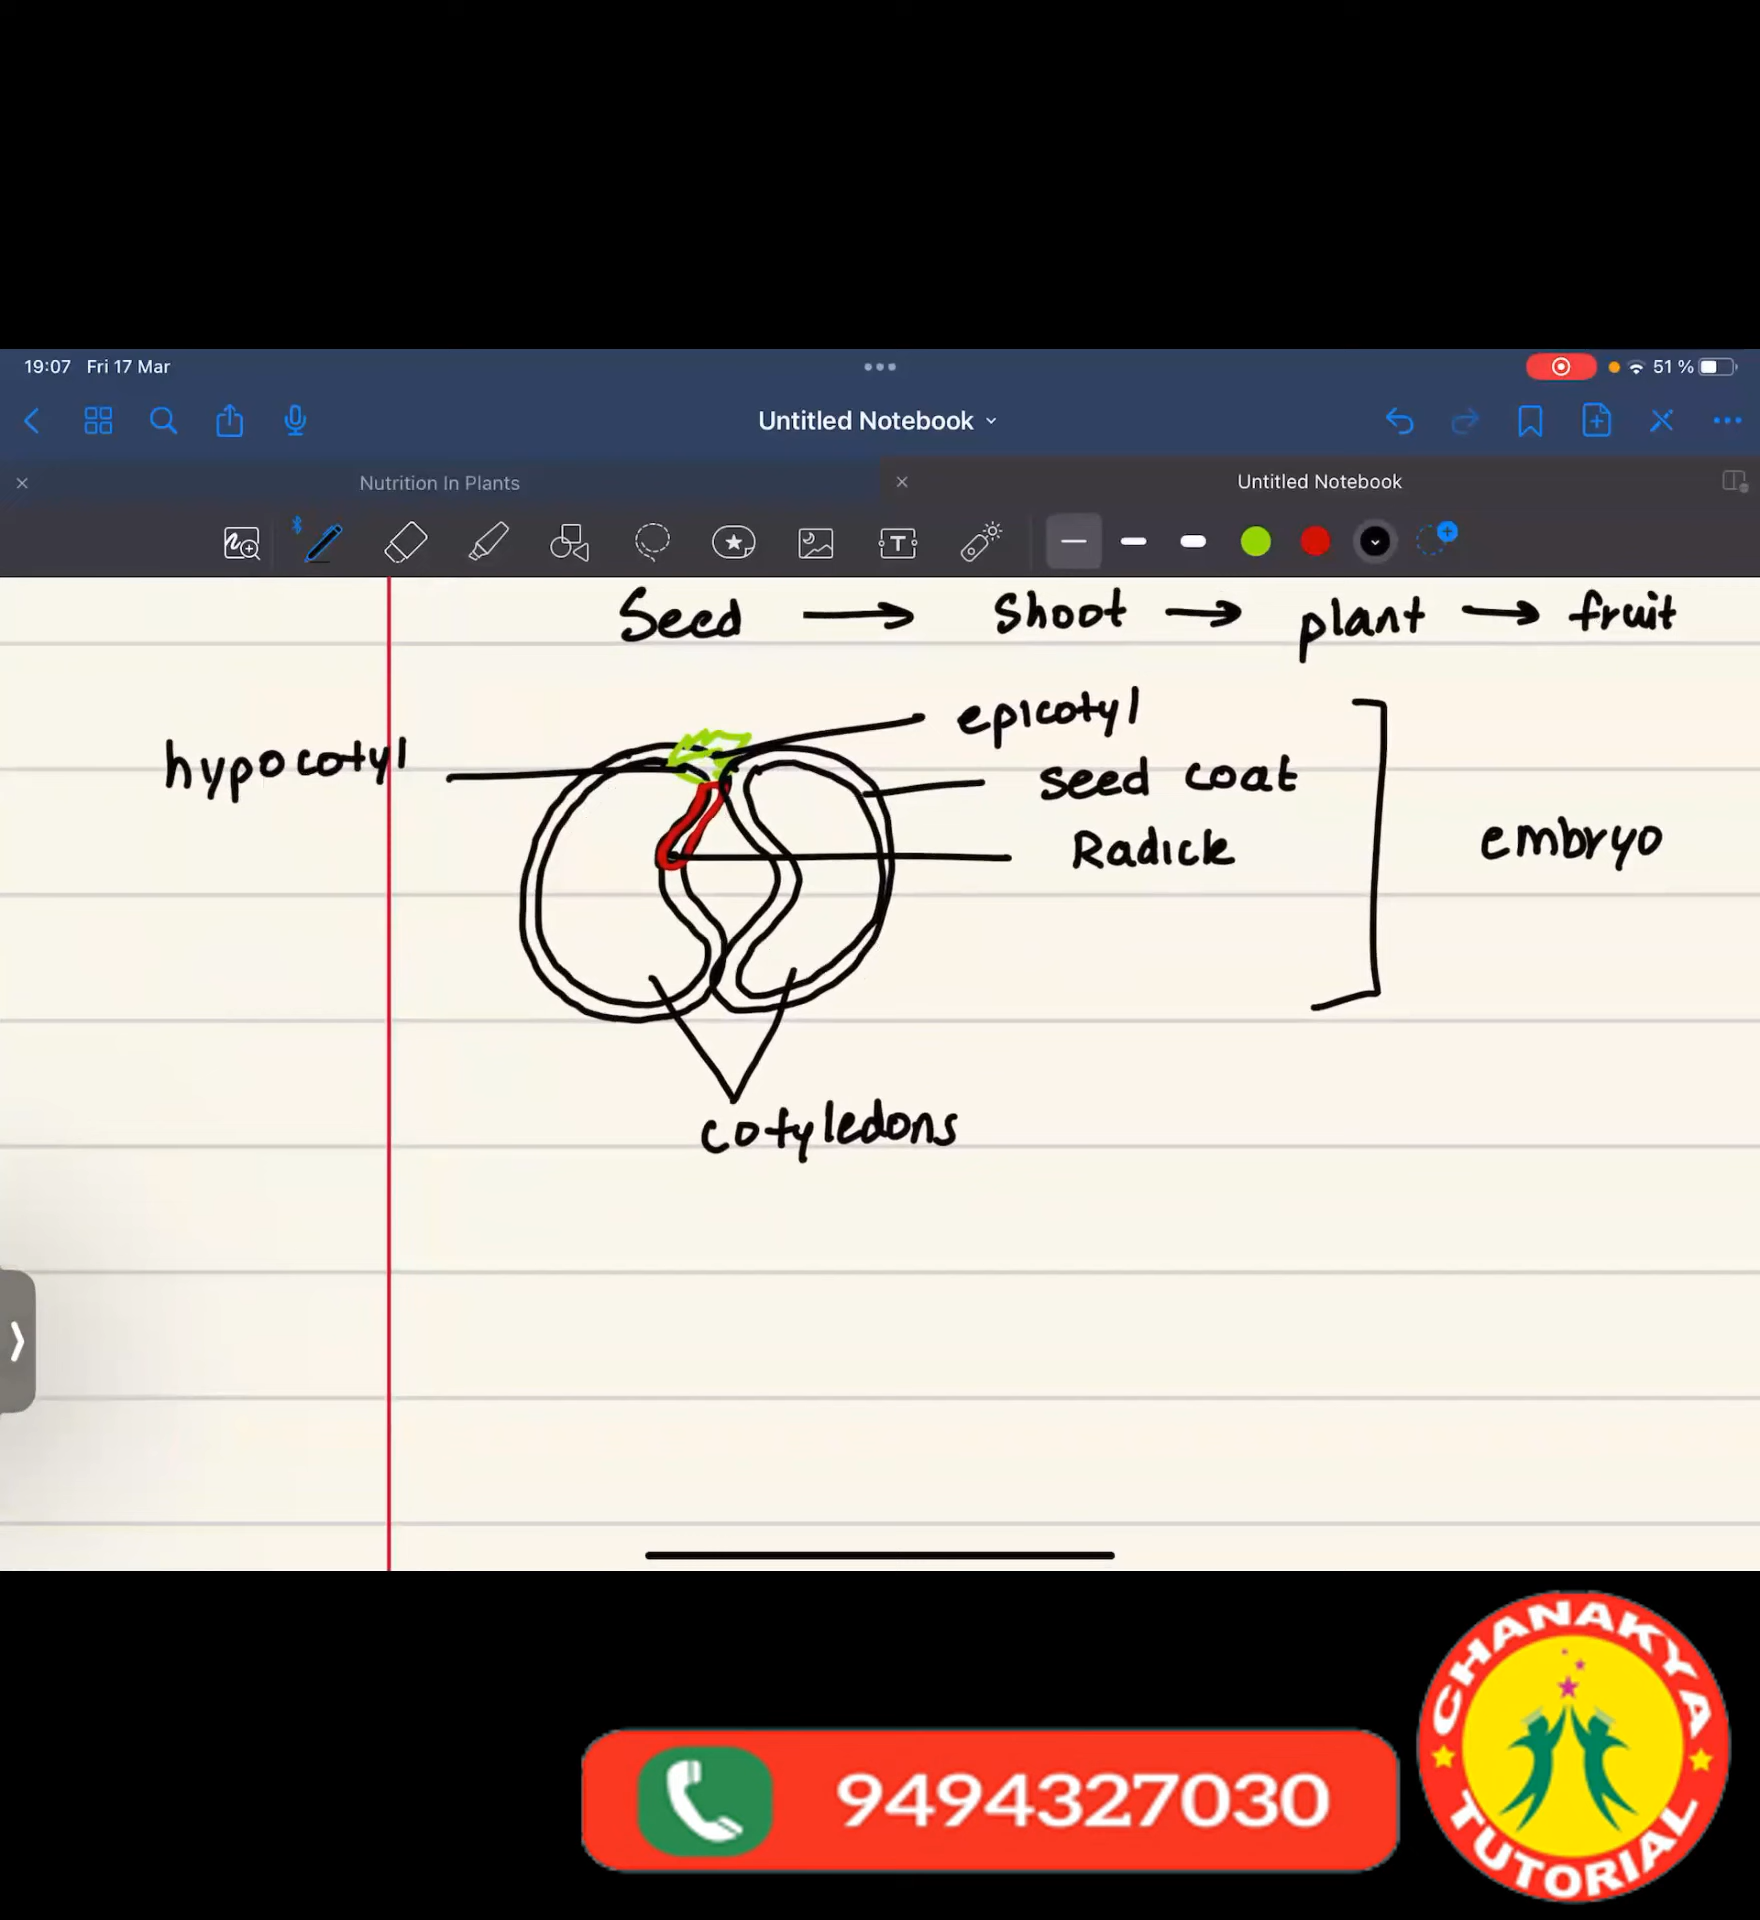 19:07 Fri 17 Mar
51 %
Untitled Notebook
Nutrition In Plants
Untitled Notebook
T
Seed → Shoot → plant → fruit
epicotyl
hypocotyl
seed coat
Radicle
embryo
cotyledons
9494327030
CHANAKYA
TUTORIAL